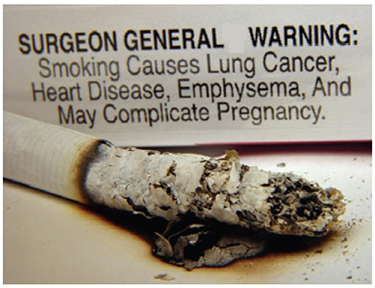 SURGEON GENERAL WARNING:
Smoking Causes Lung Cancer,
Heart Disease, Emphysema, And
May Complicate Pregnancy.